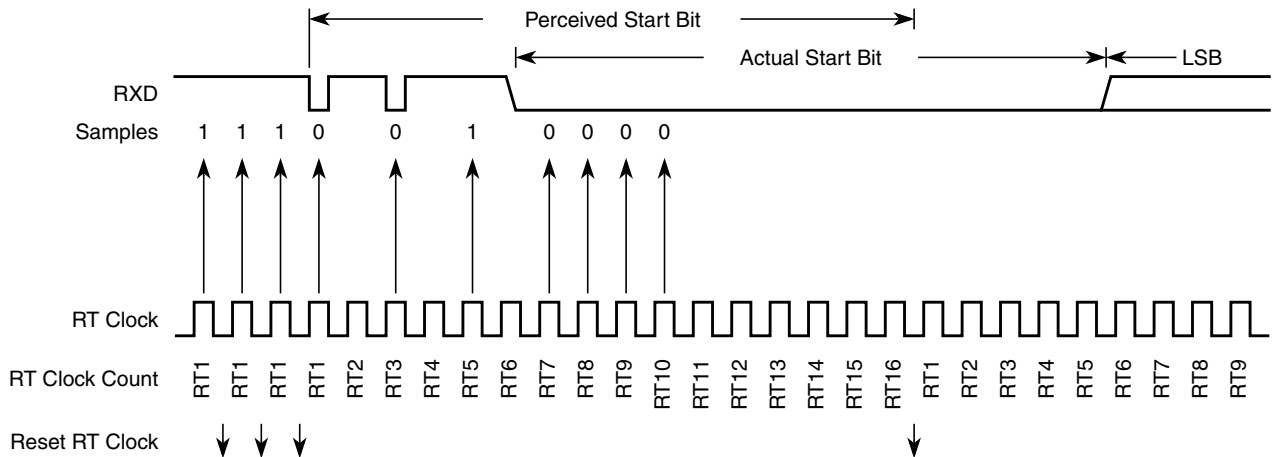 Perceived Start Bit
Actual Start Bit LSB
RXD
Samples 1 1 1 0 0 1 0 0 0 0
RT Clock
RT Clock Count RT1 RT1 RT1 RT1 RT2 RT3 RT4 RT5 RT6 RT7 RT8 RT9 RT10 RT11 RT12 RT13 RT14 RT15 RT16 RT1 RT2 RT3 RT4 RT5 RT6 RT7 RT8 RT9
Reset RT Clock